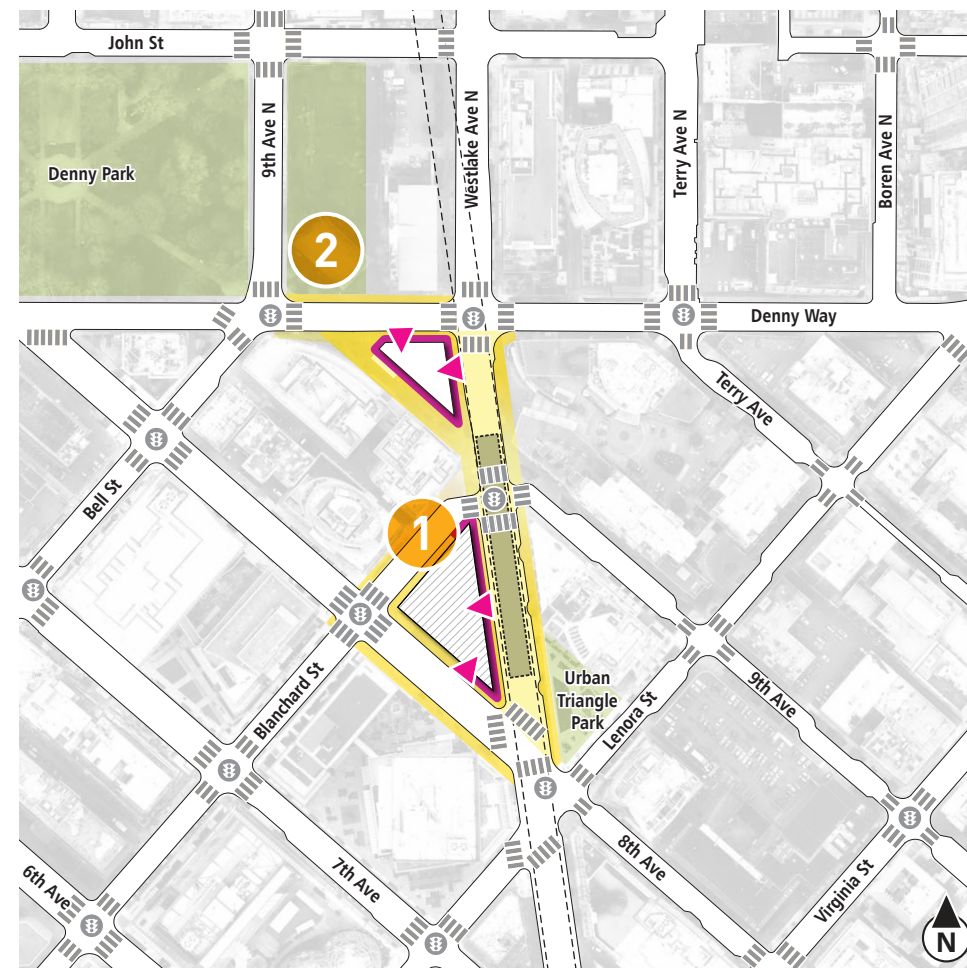 John St
Denny Park
9th Ave N
Westlake Ave N
Terry Ave N
Boren Ave N
2
Denny Way
Terry Ave
Bell St
1
Blanchard St
Urban
Triangle
Park
Lenora St
9th Ave
6th Ave
7th Ave
8th Ave
Virginia St
N